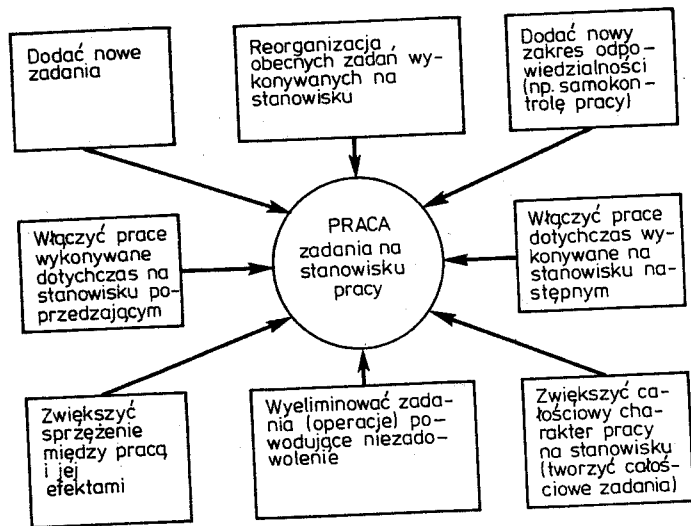 Dodać nowe
zadania
Reorganizacja
obecnych zadań wy-
konywanych na
stanowisku
Dodać nowy
zakres odpo-
wiedzialności
(np. samokon-
trolę pracy)
Włączyć prace
wykonywane
dotychczas na
stanowisku po-
przedzającym
PRACA
zadania na
stanowisku
pracy
Włączyć prace
dotychczas wy-
konywane na
stanowisku na-
stępnym
Zwiększyć
sprzężenie
między pracą
i jej
efektami
Wyeliminować zada-
nia (operacje) po-
wodujące niezado-
wolenie
Zwiększyć ca-
łościowy cha-
rakter pracy
na stanowisku
(tworzyć całoś-
ciowe zadania)